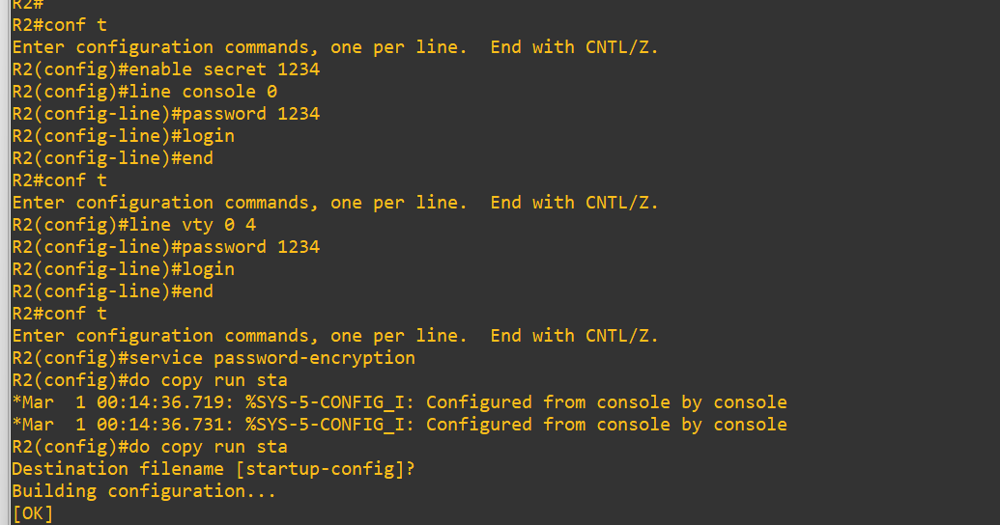 R2#
R2#conf t
Enter configuration commands, one per line.  End with CNTL/Z.
R2(config)#enable secret 1234
R2(config)#line console 0
R2(config-line)#password 1234
R2(config-line)#login
R2(config-line)#end
R2#conf t
Enter configuration commands, one per line.  End with CNTL/Z.
R2(config)#line vty 0 4
R2(config-line)#password 1234
R2(config-line)#login
R2(config-line)#end
R2#conf t
Enter configuration commands, one per line.  End with CNTL/Z.
R2(config)#service password-encryption
R2(config)#do copy run sta
*Mar  1 00:14:36.719: %SYS-5-CONFIG_I: Configured from console by console
*Mar  1 00:14:36.731: %SYS-5-CONFIG_I: Configured from console by console
R2(config)#do copy run sta
Destination filename [startup-config]?
Building configuration...
[OK]